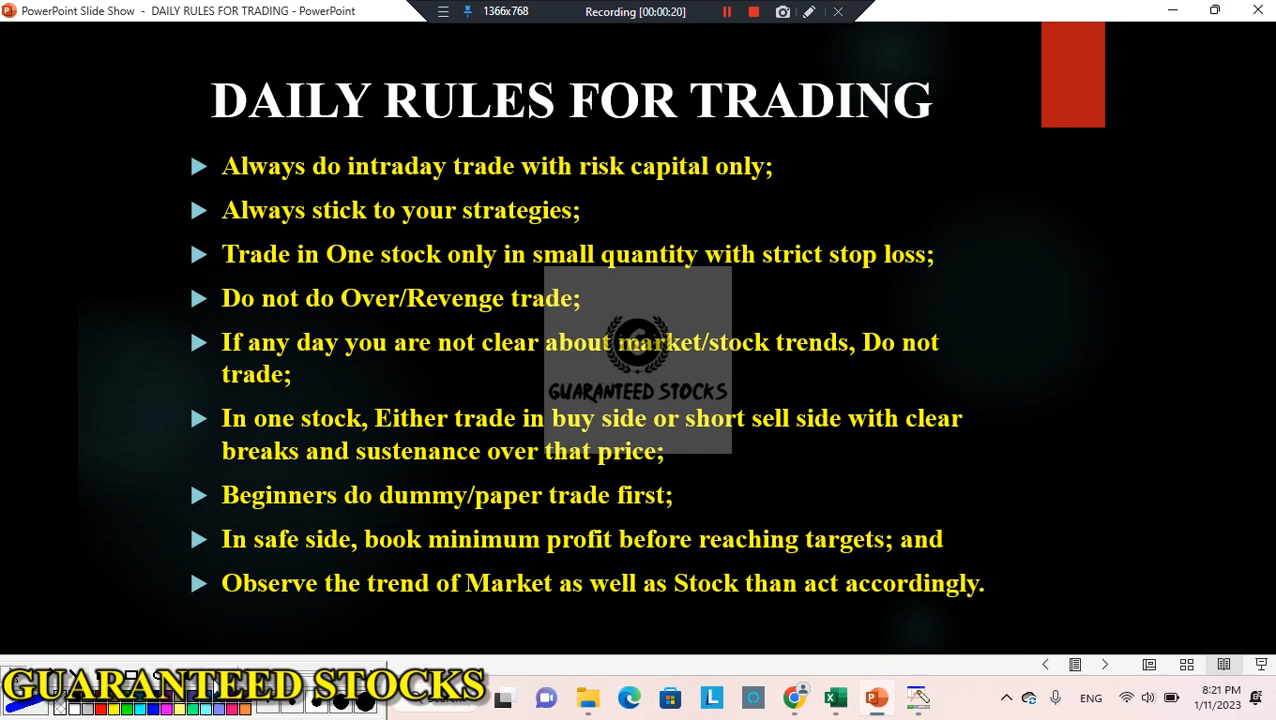 PowerPoint Slide Show - DAILY RULES FOR TRADING - PowerPoint
1366x768
Recording [00:00:20]
DAILY RULES FOR TRADING
Always do intraday trade with risk capital only;
Always stick to your strategies;
Trade in One stock only in small quantity with strict stop loss;
Do not do Over/Revenge trade;
If any day you are not clear about market/stock trends, Do not
trade;
In one stock, Either trade in buy side or short sell side with clear
breaks and sustenance over that price;
Beginners do dummy/paper trade first;
In safe side, book minimum profit before reaching targets; and
Observe the trend of Market as well as Stock than act accordingly.
GUARANTEED STOCKS
GUARANTEED STOCKS
ENG
8:21 PM
1/11/2023